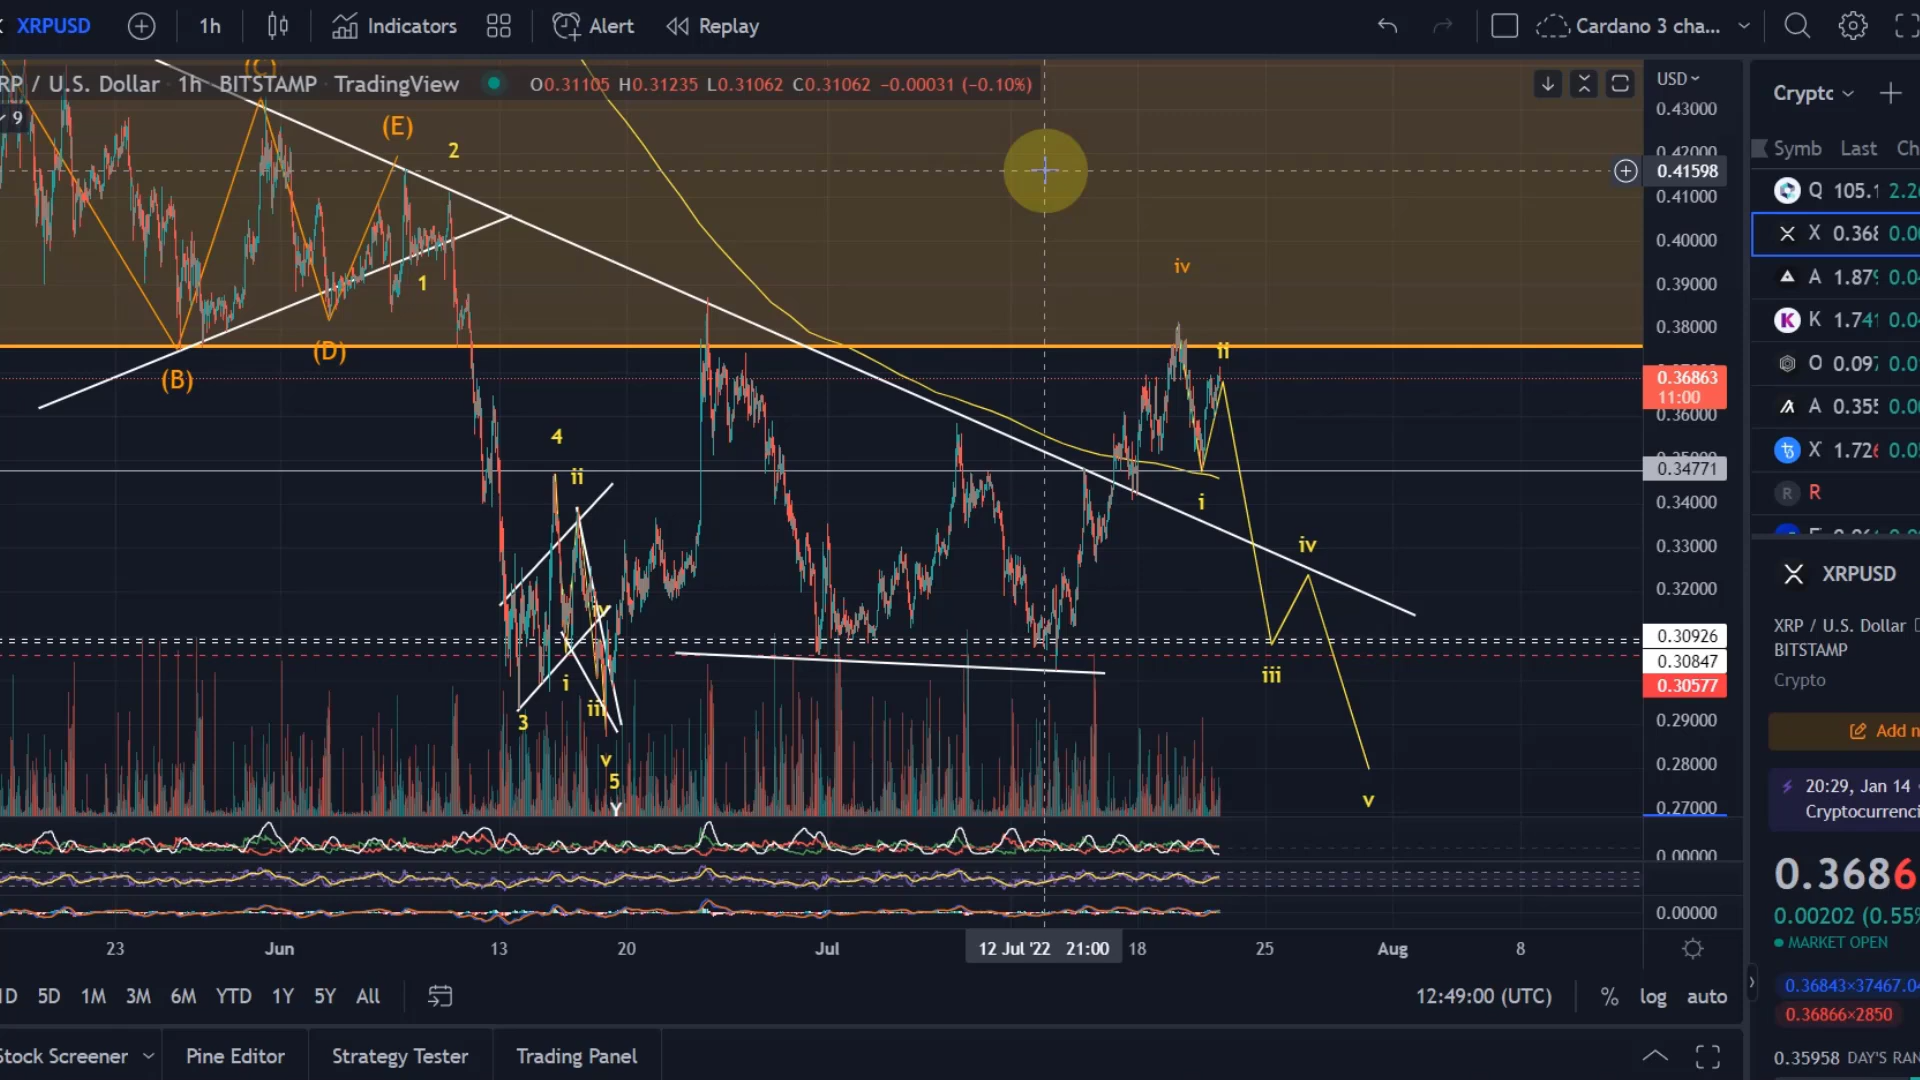 XRPUSD
1h
Indicators
Alert
Replay
Cardano 3 cha...
RP / U.S. Dollar · 1h · BITSTAMP · TradingView
O0.31105 H0.31235 L0.31062 C0.31062 −0.00031 (−0.10%)
9
USD
0.43000
0.42000
0.41598
0.41000
0.40000
0.39000
0.38000
0.36863
11:00
0.36000
0.34771
0.34000
0.33000
0.32000
0.30926
0.30847
0.30577
0.29000
0.28000
0.27000
0.00000
0.00000
(C)
(E)
2
1
(D)
(B)
4
ii
i
3
iii
iv
v
5
Y
iv
ii
i
iv
iii
v
23
Jun
13
20
Jul
12 Jul '22 21:00
18
25
Aug
8
1D
5D
1M
3M
6M
YTD
1Y
5Y
All
12:49:00 (UTC)
%
log
auto
Stock Screener
Pine Editor
Strategy Tester
Trading Panel
Crypto
Symb Last Ch
Q 105.1 2.2
X 0.368 0.00
A 1.879 0.0
K 1.741 0.0
O 0.097 0.0
A 0.355 0.00
X 1.726 0.0
R R
XRPUSD
XRP / U.S. Dollar
BITSTAMP
Crypto
Add n
20:29, Jan 14
Cryptocurrenci
0.3686
0.00202 (0.55%
MARKET OPEN
0.36843×37467.04
0.36866×2850
0.35958 DAY'S RAN